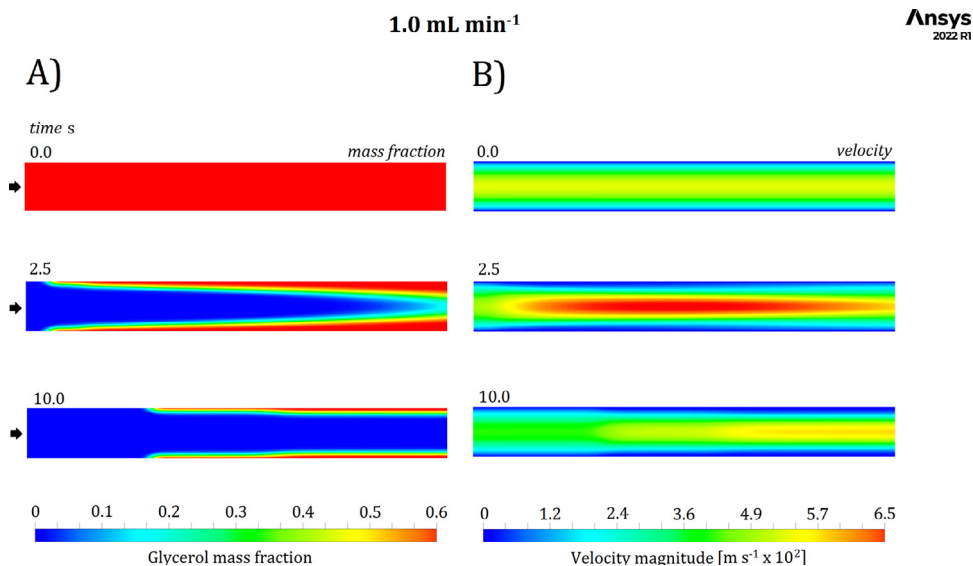 1.0 mL min⁻¹
Ansys
2022 R1
A)
B)
time s
0.0
mass fraction
0.0
velocity
2.5
2.5
10.0
10.0
0 0.1 0.2 0.3 0.4 0.5 0.6
Glycerol mass fraction
0 1.2 2.4 3.6 4.9 5.7 6.5
Velocity magnitude [m s⁻¹ x 10²]